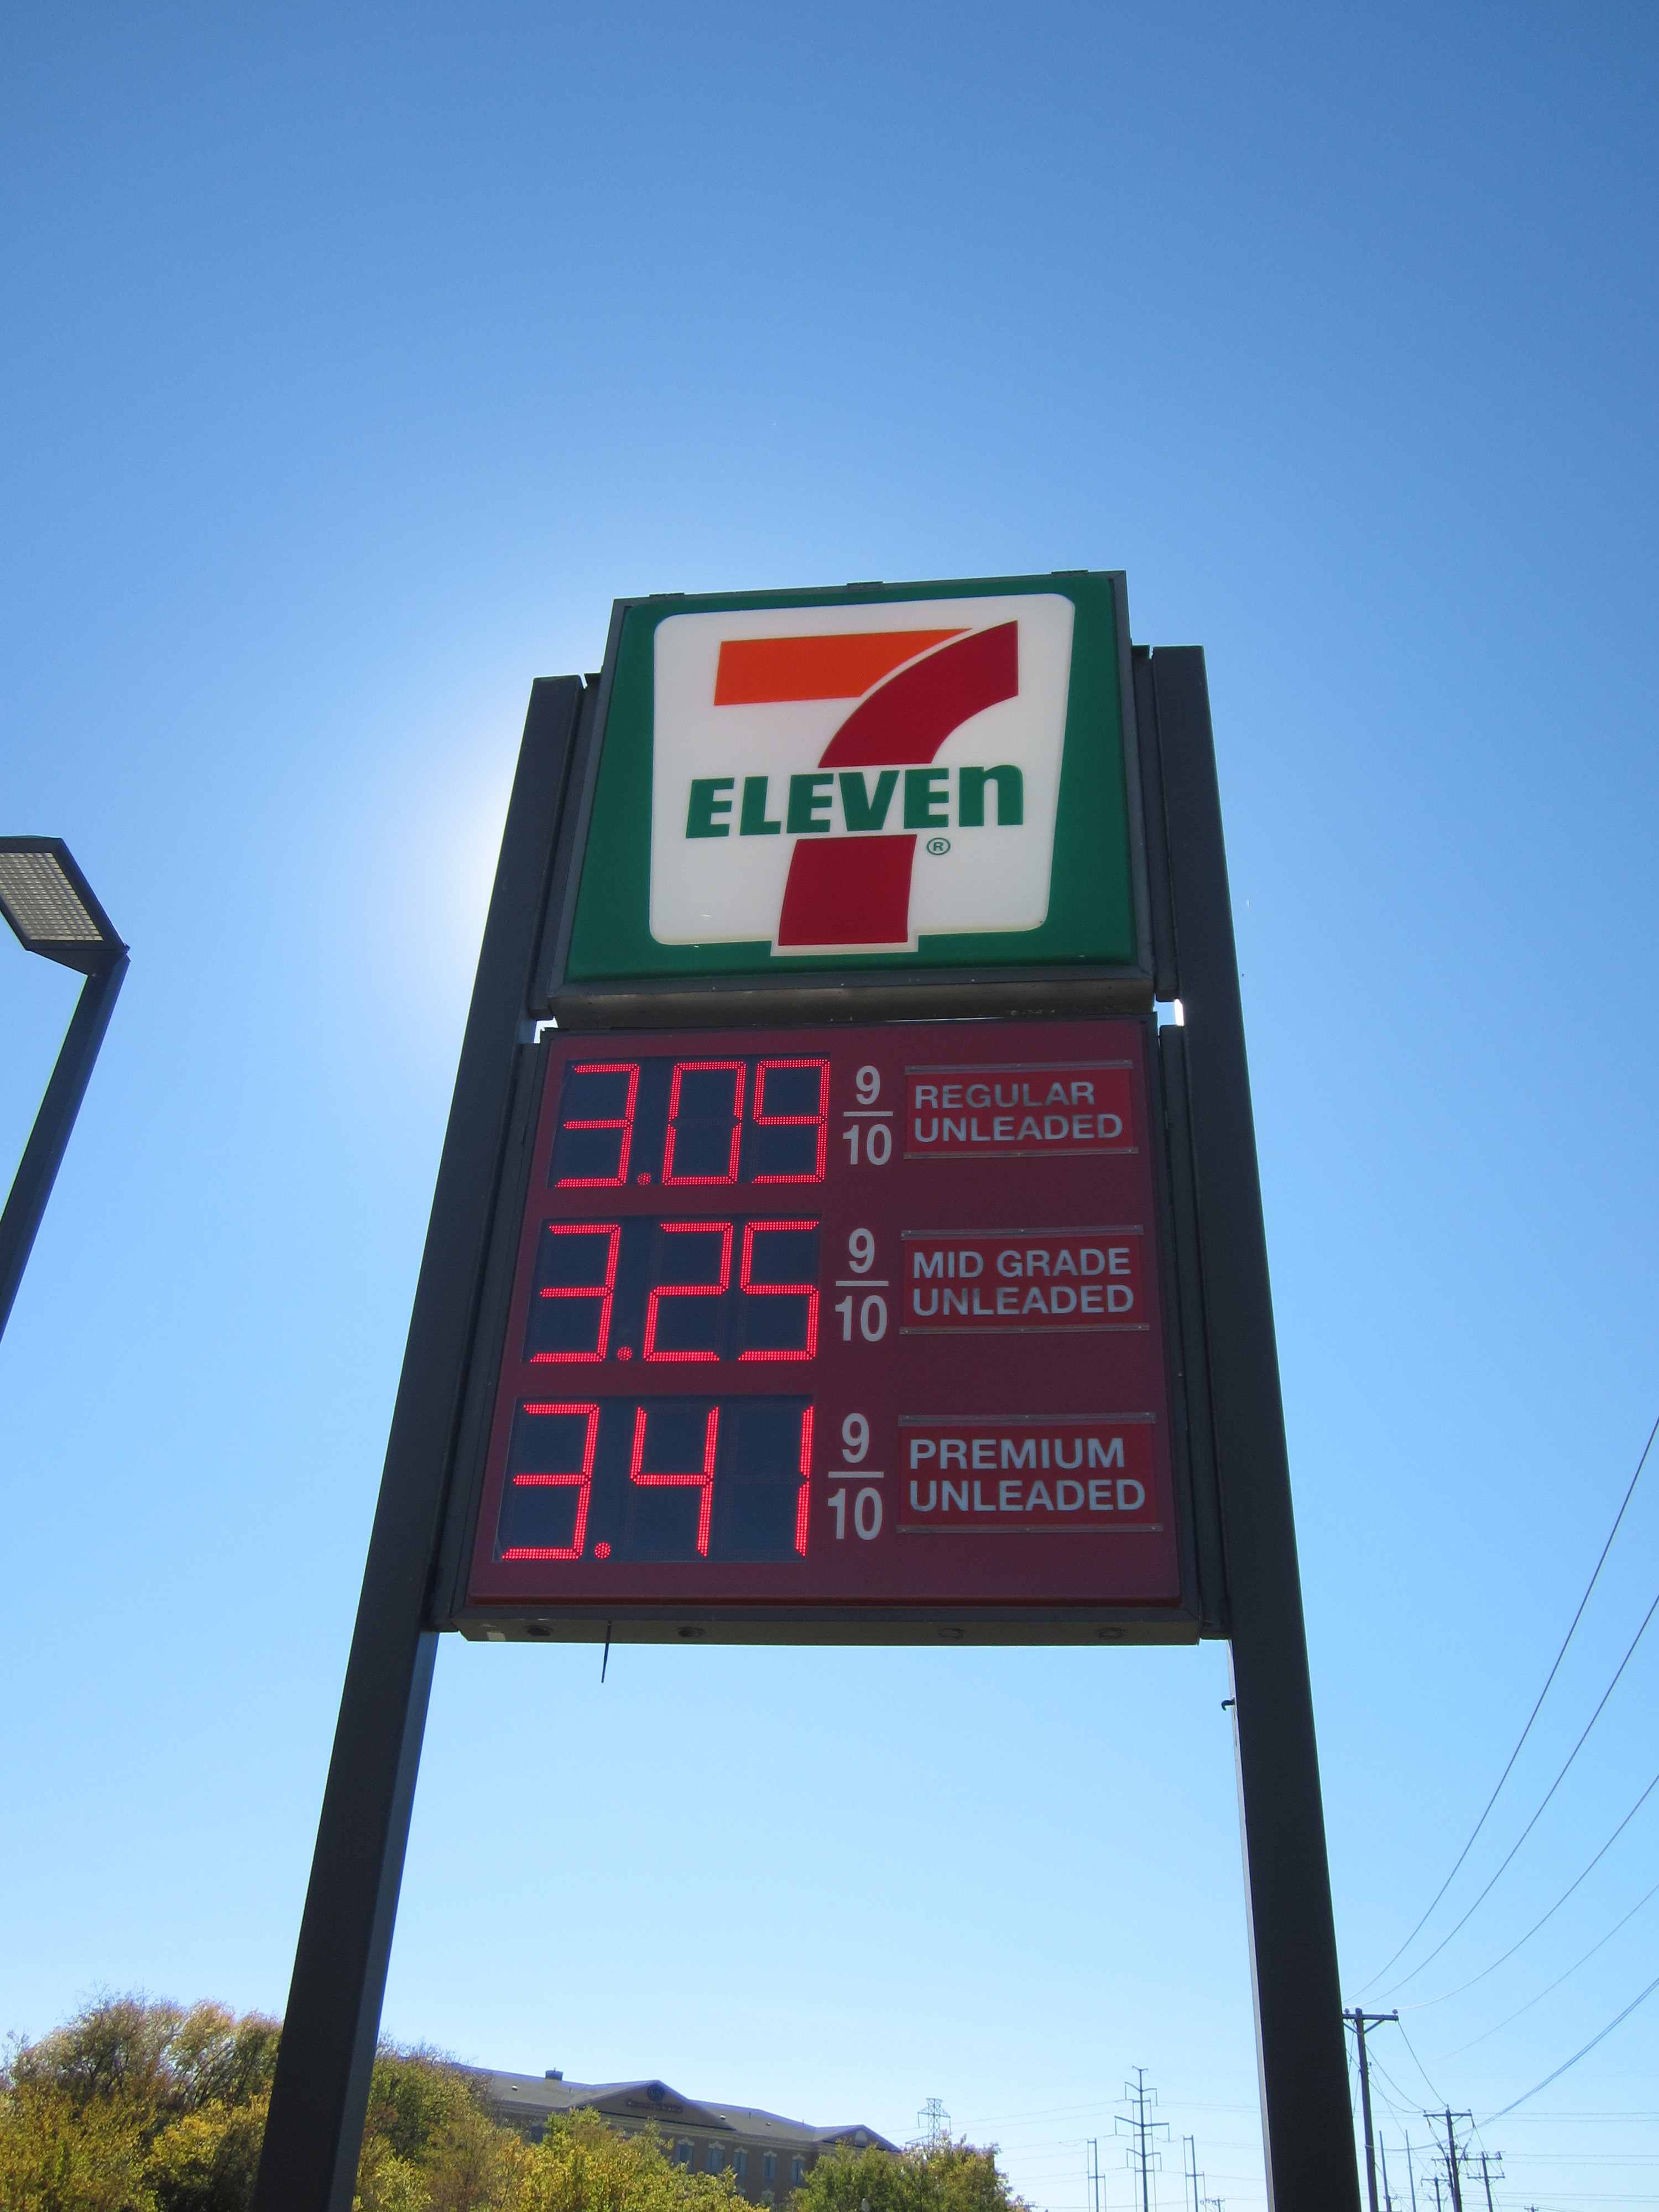 7
ELEVEn
®
3.09 9/10 REGULAR
UNLEADED
3.25 9/10 MID GRADE
UNLEADED
3.41 9/10 PREMIUM
UNLEADED